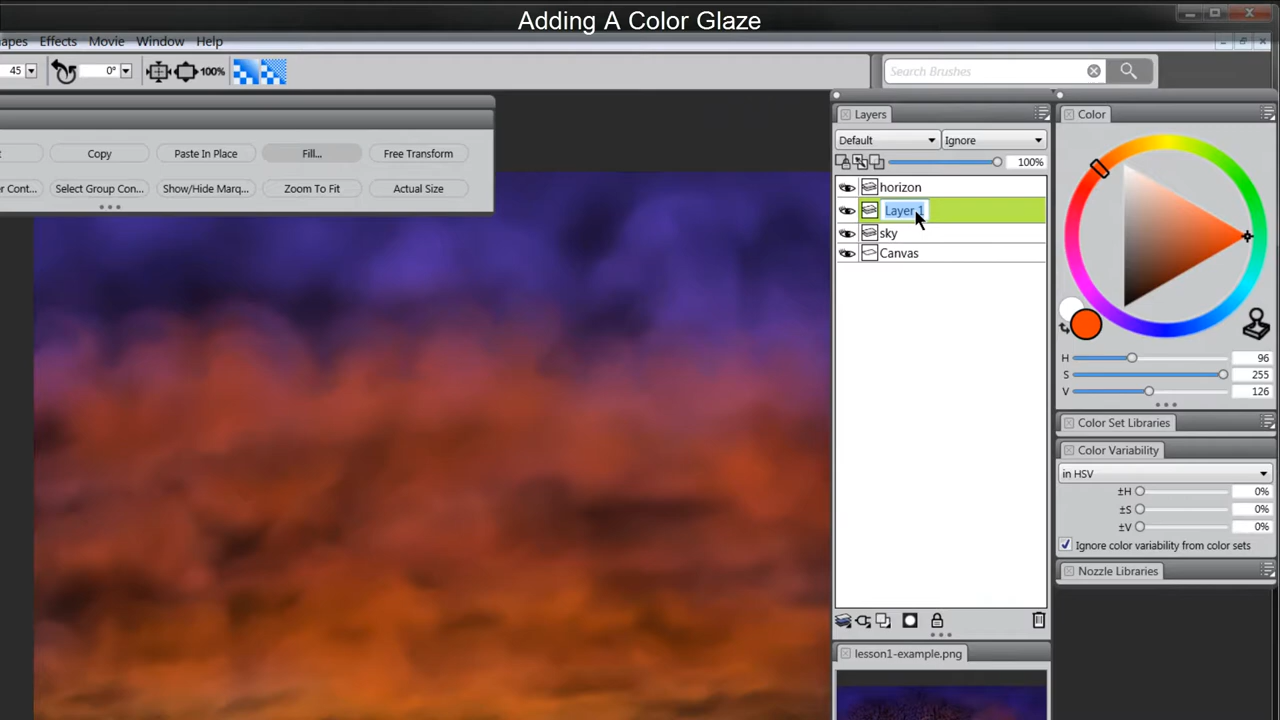 Adding A Color Glaze
apes Effects Movie Window Help
45 0° 100% Search Brushes
Layers Color
Copy Paste In Place Fill... Free Transform Default Ignore
er Cont... Select Group Con... Show/Hide Marq... Zoom To Fit Actual Size 100%
horizon
Layer 1
sky
Canvas
H 96
S 255
V 126
Color Set Libraries
Color Variability
in HSV
±H 0%
±S 0%
±V 0%
Ignore color variability from color sets
Nozzle Libraries
lesson1-example.png